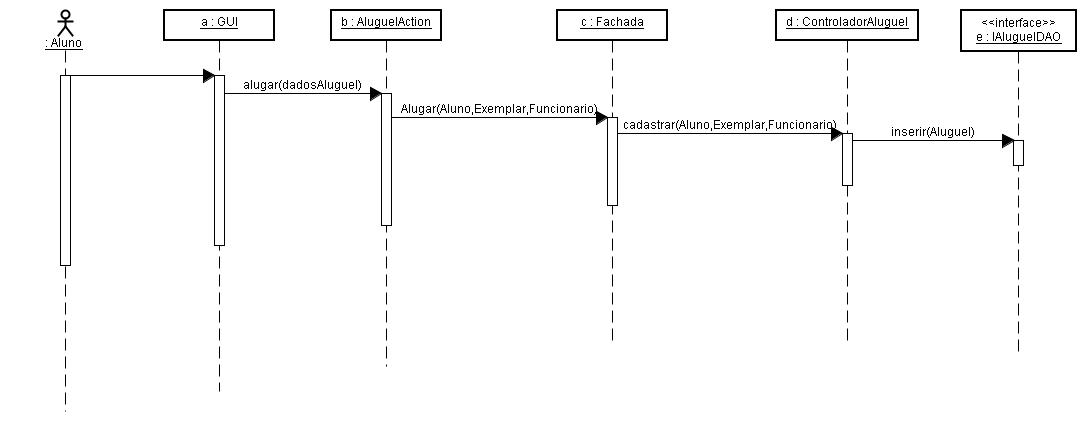 : Aluno
a : GUI
b : AluguelAction
c : Fachada
d : ControladorAluguel
<<interface>>
e : IAluguelDAO
alugar(dadosAluguel)
Alugar(Aluno,Exemplar,Funcionario)
cadastrar(Aluno,Exemplar,Funcionario)
inserir(Aluguel)